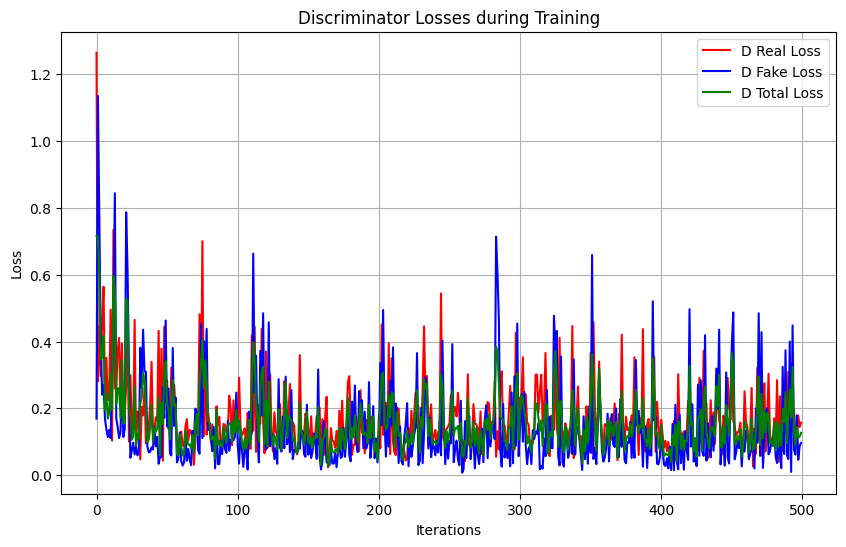 Discriminator Losses during Training
D Real Loss
D Fake Loss
D Total Loss
Loss
1.2
1.0
0.8
0.6
0.4
0.2
0.0
0 100 200 300 400 500
Iterations